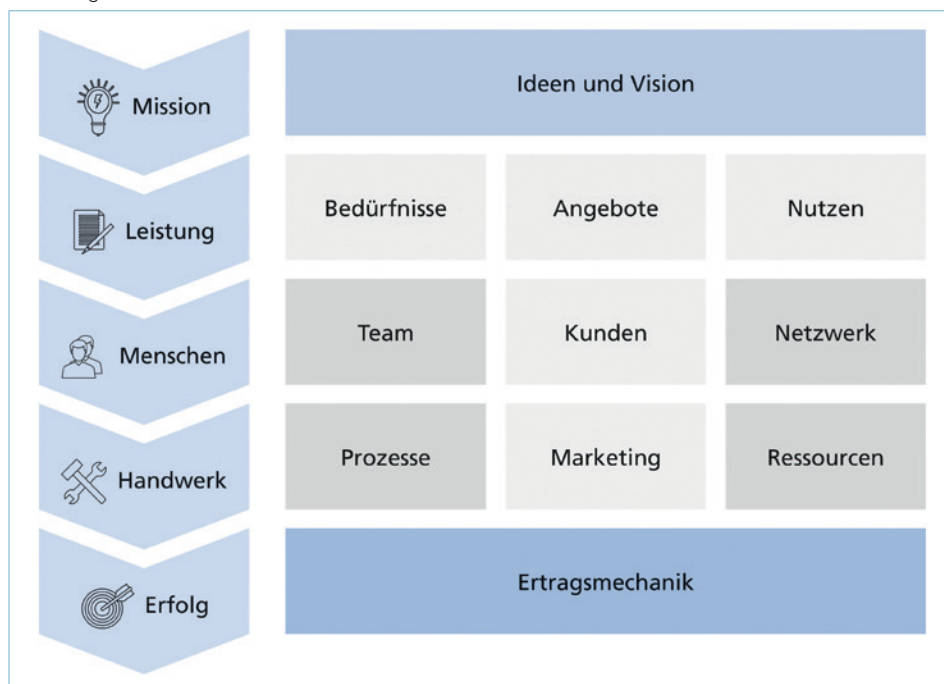 Mission
Ideen und Vision
Leistung
Bedürfnisse
Angebote
Nutzen
Menschen
Team
Kunden
Netzwerk
Handwerk
Prozesse
Marketing
Ressourcen
Erfolg
Ertragsmechanik